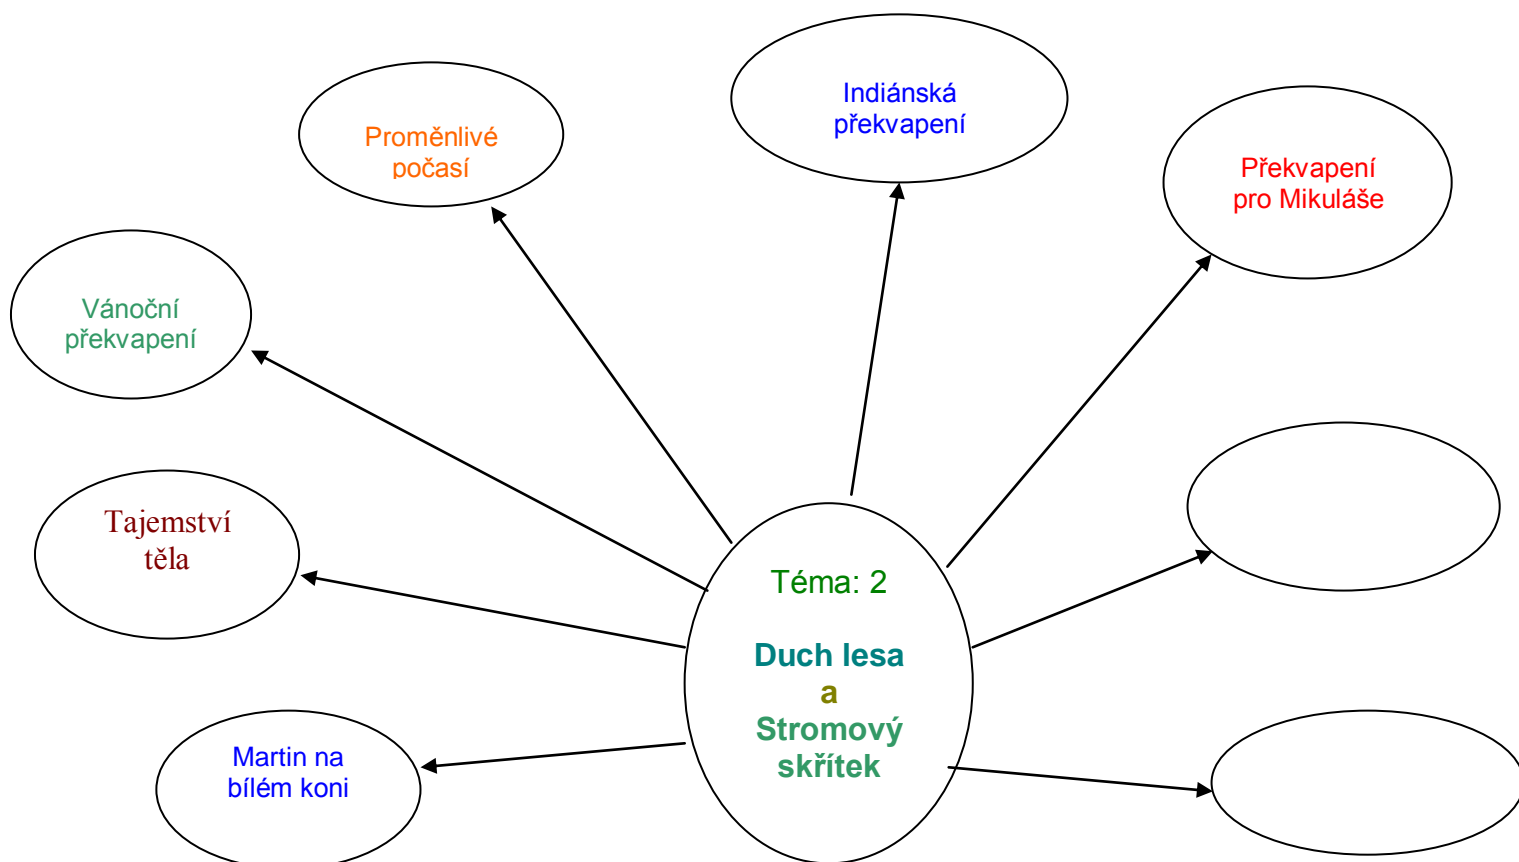 Indiánská
překvapení
Proměnlivé
počasí
Překvapení
pro Mikuláše
Vánoční
překvapení
Tajemství
těla
Téma: 2
Duch lesa
a
Stromový
skřítek
Martin na
bílém koni